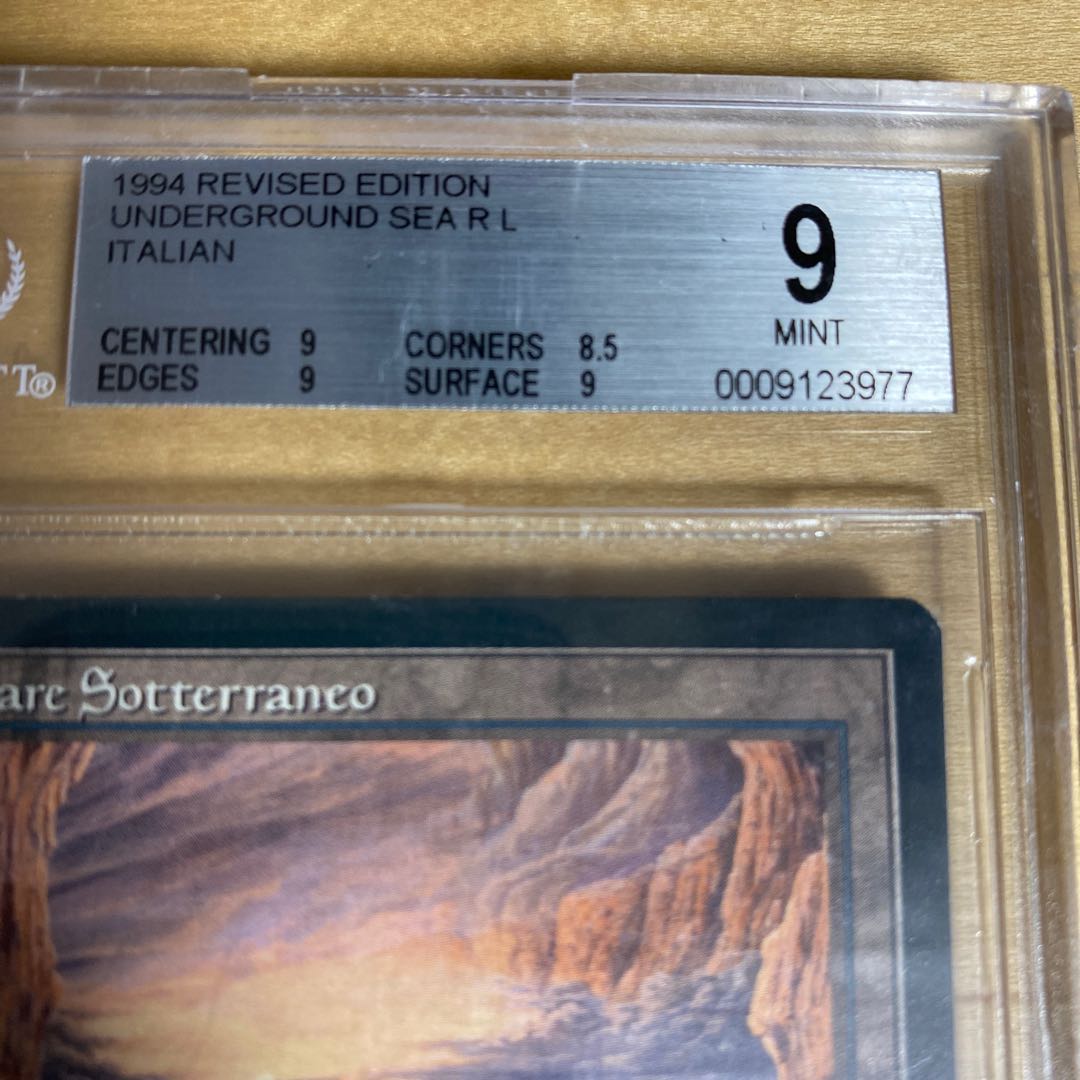 1994 REVISED EDITION
UNDERGROUND SEA R L
ITALIAN
9
MINT
CENTERING 9 CORNERS 8.5
EDGES 9 SURFACE 9
0009123977
T®
are Sotterraneo